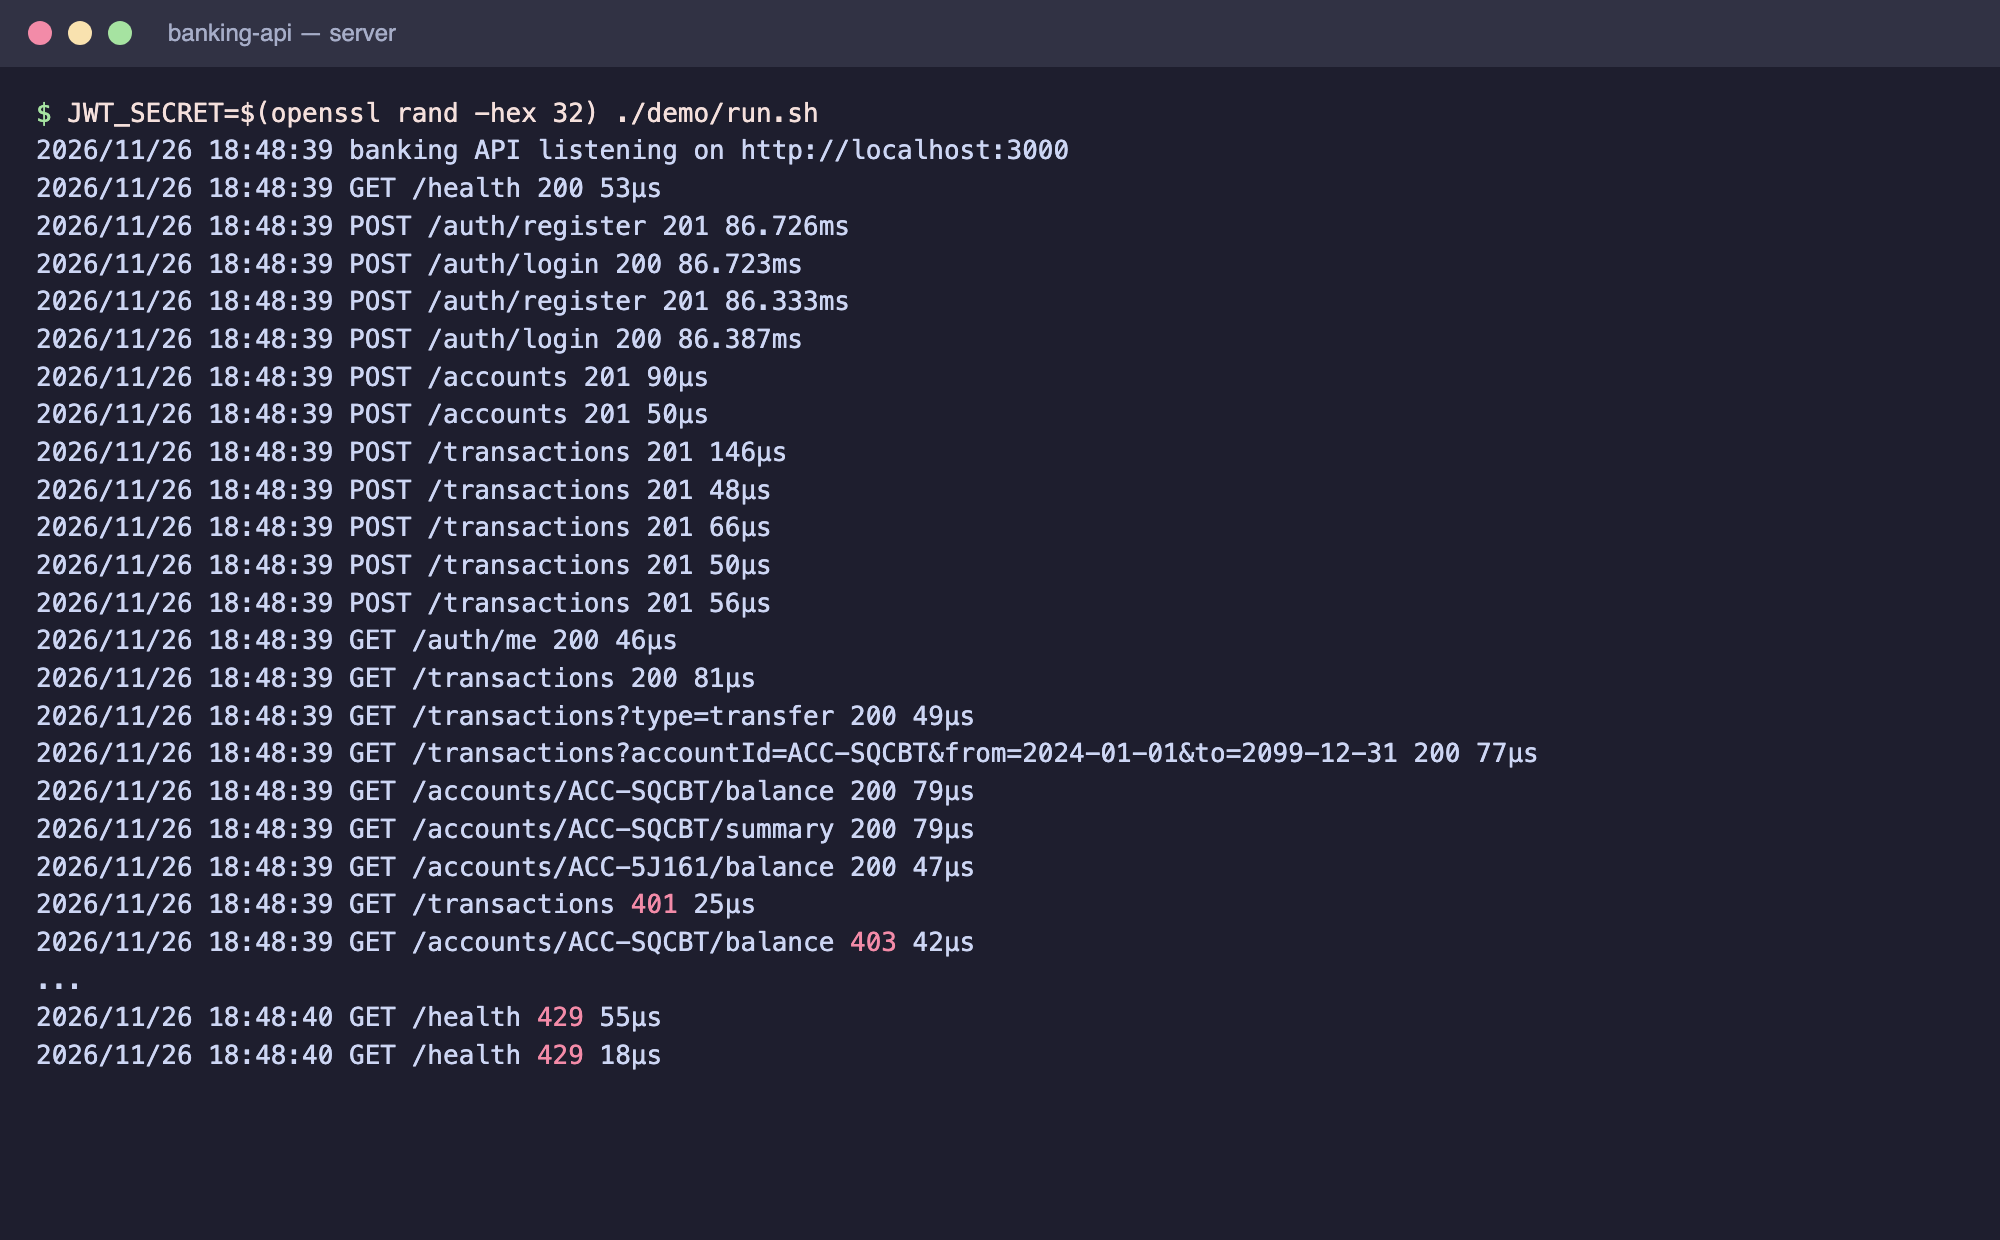 banking-api — server
$ JWT_SECRET=$(openssl rand -hex 32) ./demo/run.sh
2026/11/26 18:48:39 banking API listening on http://localhost:3000
2026/11/26 18:48:39 GET /health 200 53µs
2026/11/26 18:48:39 POST /auth/register 201 86.726ms
2026/11/26 18:48:39 POST /auth/login 200 86.723ms
2026/11/26 18:48:39 POST /auth/register 201 86.333ms
2026/11/26 18:48:39 POST /auth/login 200 86.387ms
2026/11/26 18:48:39 POST /accounts 201 90µs
2026/11/26 18:48:39 POST /accounts 201 50µs
2026/11/26 18:48:39 POST /transactions 201 146µs
2026/11/26 18:48:39 POST /transactions 201 48µs
2026/11/26 18:48:39 POST /transactions 201 66µs
2026/11/26 18:48:39 POST /transactions 201 50µs
2026/11/26 18:48:39 POST /transactions 201 56µs
2026/11/26 18:48:39 GET /auth/me 200 46µs
2026/11/26 18:48:39 GET /transactions 200 81µs
2026/11/26 18:48:39 GET /transactions?type=transfer 200 49µs
2026/11/26 18:48:39 GET /transactions?accountId=ACC-SQCBT&from=2024-01-01&to=2099-12-31 200 77µs
2026/11/26 18:48:39 GET /accounts/ACC-SQCBT/balance 200 79µs
2026/11/26 18:48:39 GET /accounts/ACC-SQCBT/summary 200 79µs
2026/11/26 18:48:39 GET /accounts/ACC-5J161/balance 200 47µs
2026/11/26 18:48:39 GET /transactions 401 25µs
2026/11/26 18:48:39 GET /accounts/ACC-SQCBT/balance 403 42µs
...
2026/11/26 18:48:40 GET /health 429 55µs
2026/11/26 18:48:40 GET /health 429 18µs